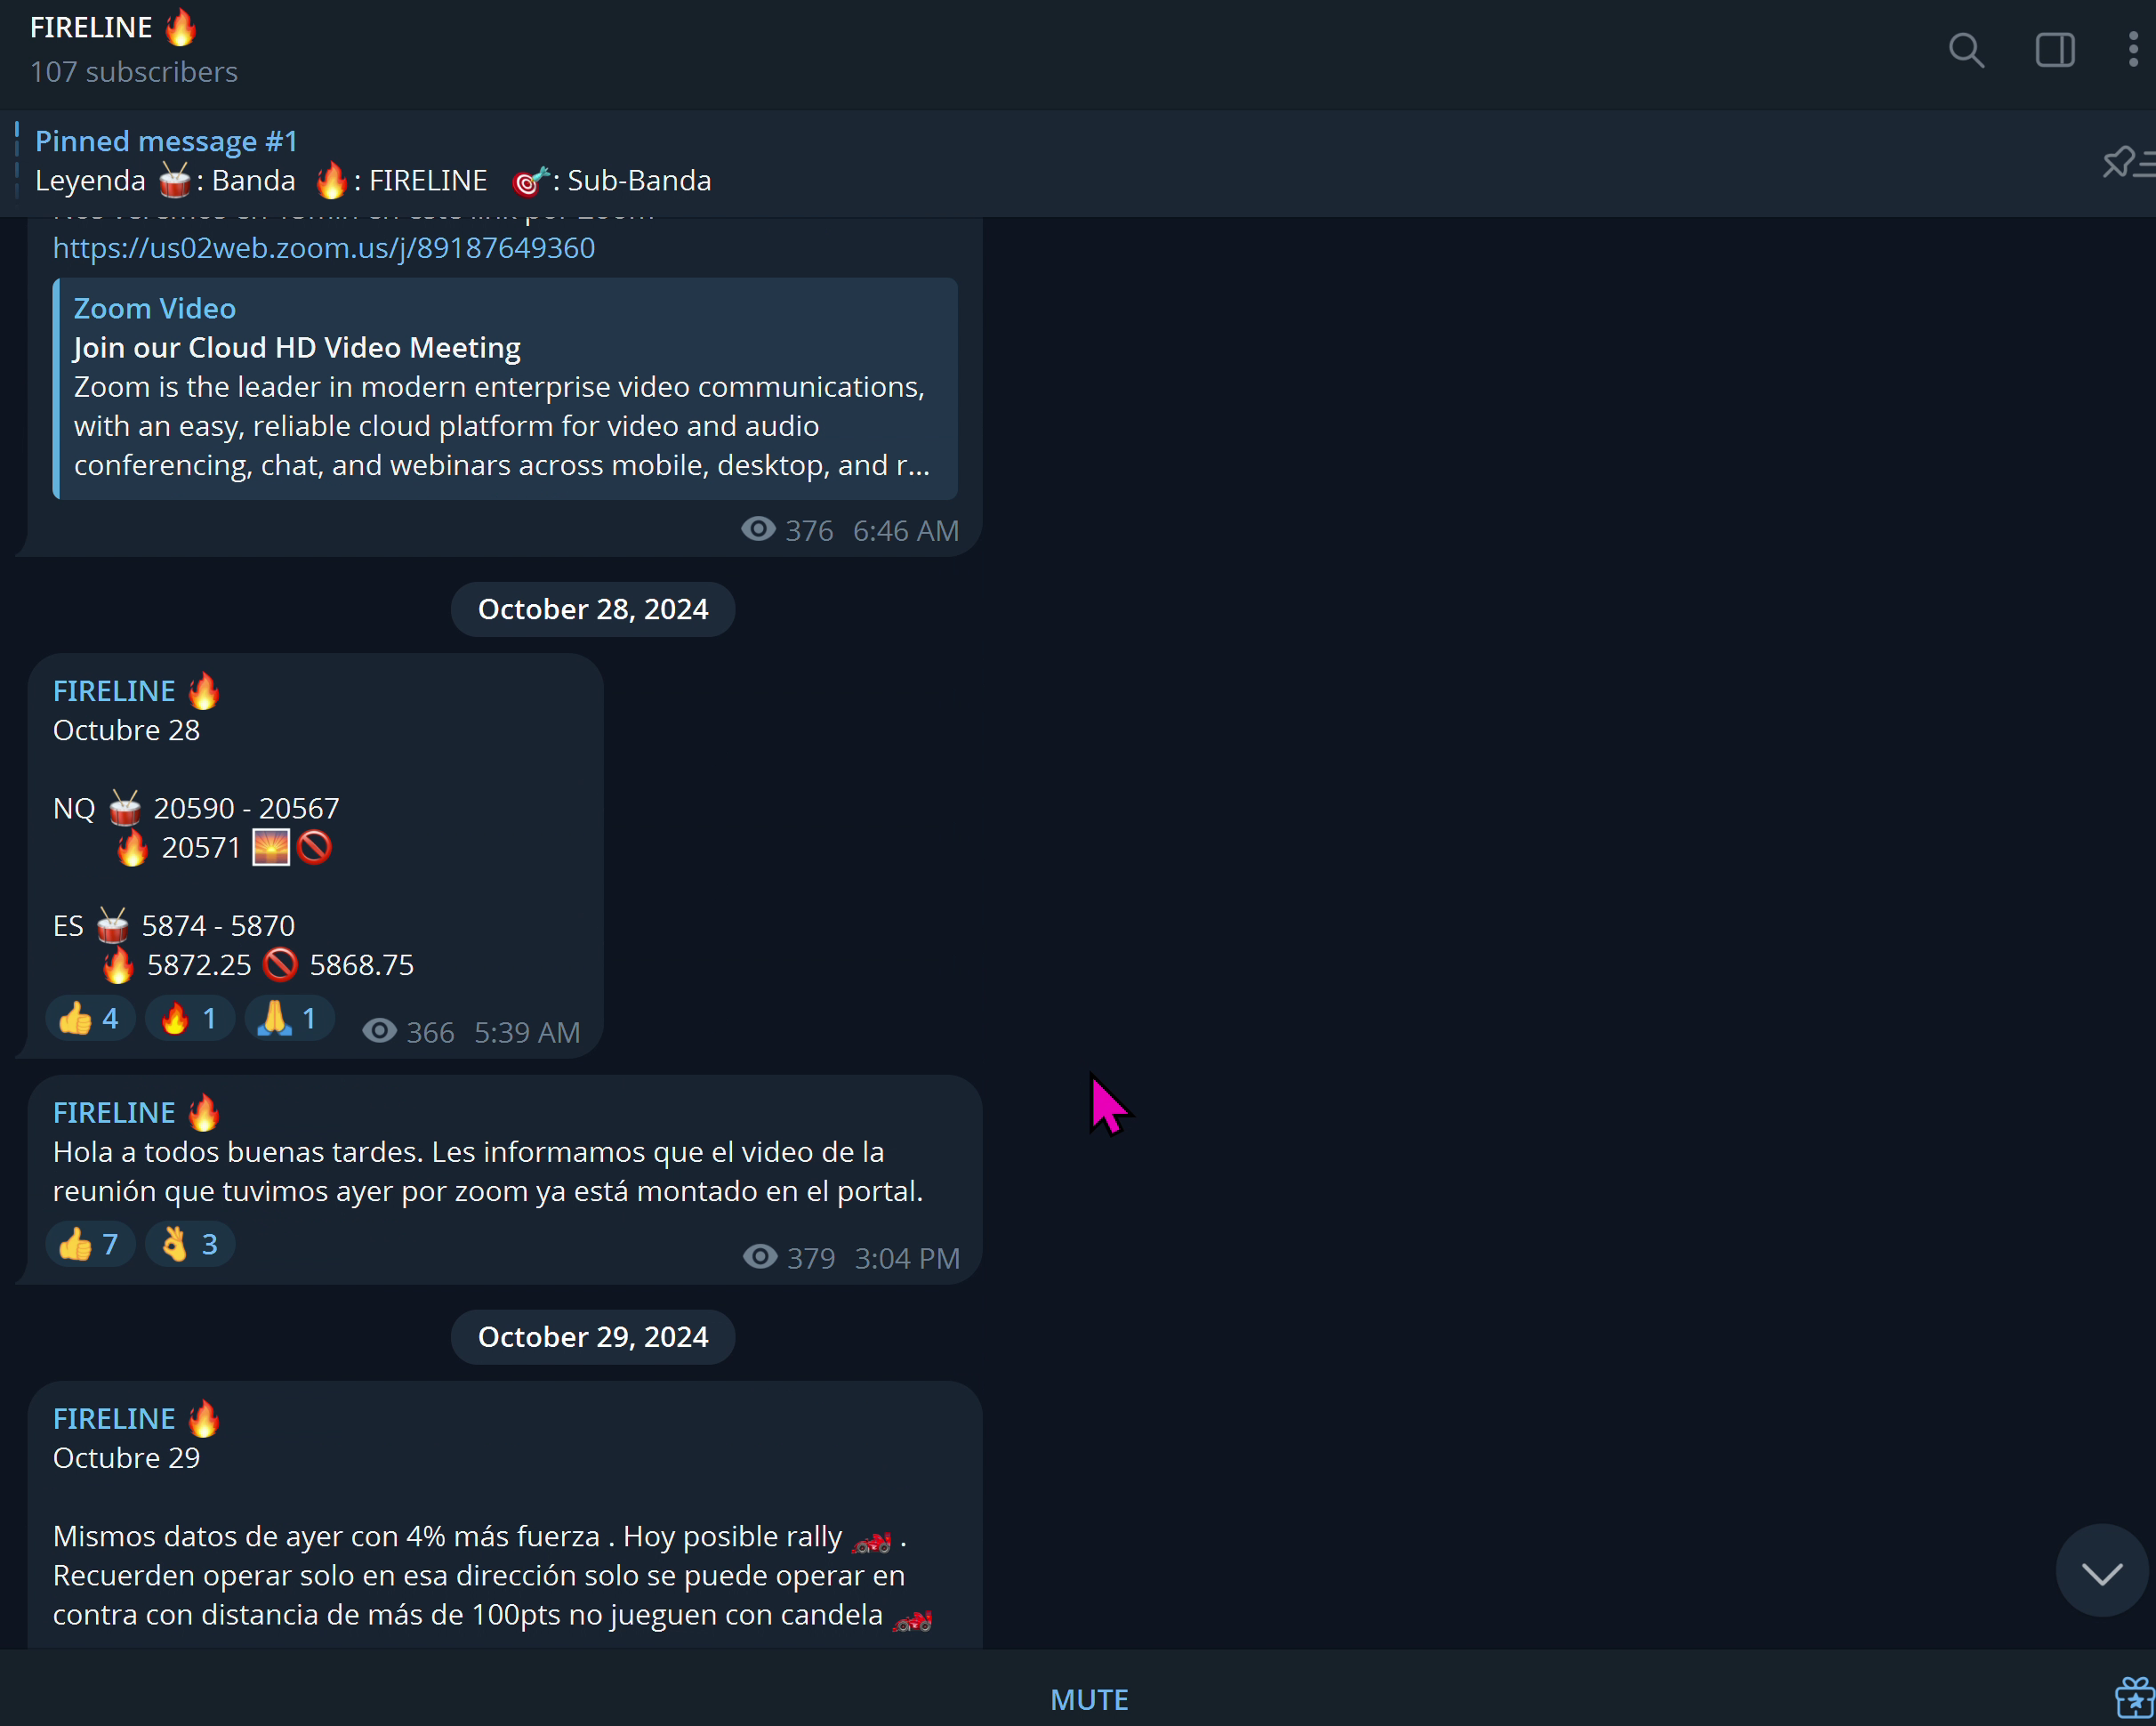 FIRELINE 🔥
107 subscribers
Pinned message #1
Leyenda 🥁: Banda 🔥: FIRELINE 🎯: Sub-Banda
https://us02web.zoom.us/j/89187649360
Zoom Video
Join our Cloud HD Video Meeting
Zoom is the leader in modern enterprise video communications,
with an easy, reliable cloud platform for video and audio
conferencing, chat, and webinars across mobile, desktop, and r...
376 6:46 AM
October 28, 2024
FIRELINE 🔥
Octubre 28
NQ 🥁 20590 - 20567
🔥 20571 🌅🚫
ES 🥁 5874 - 5870
🔥 5872.25 🚫 5868.75
👍 4 🔥 1 🙏 1 366 5:39 AM
FIRELINE 🔥
Hola a todos buenas tardes. Les informamos que el video de la
reunión que tuvimos ayer por zoom ya está montado en el portal.
👍 7 👌 3 379 3:04 PM
October 29, 2024
FIRELINE 🔥
Octubre 29
Mismos datos de ayer con 4% más fuerza . Hoy posible rally 🏎️ .
Recuerden operar solo en esa dirección solo se puede operar en
contra con distancia de más de 100pts no jueguen con candela 🏎️
MUTE